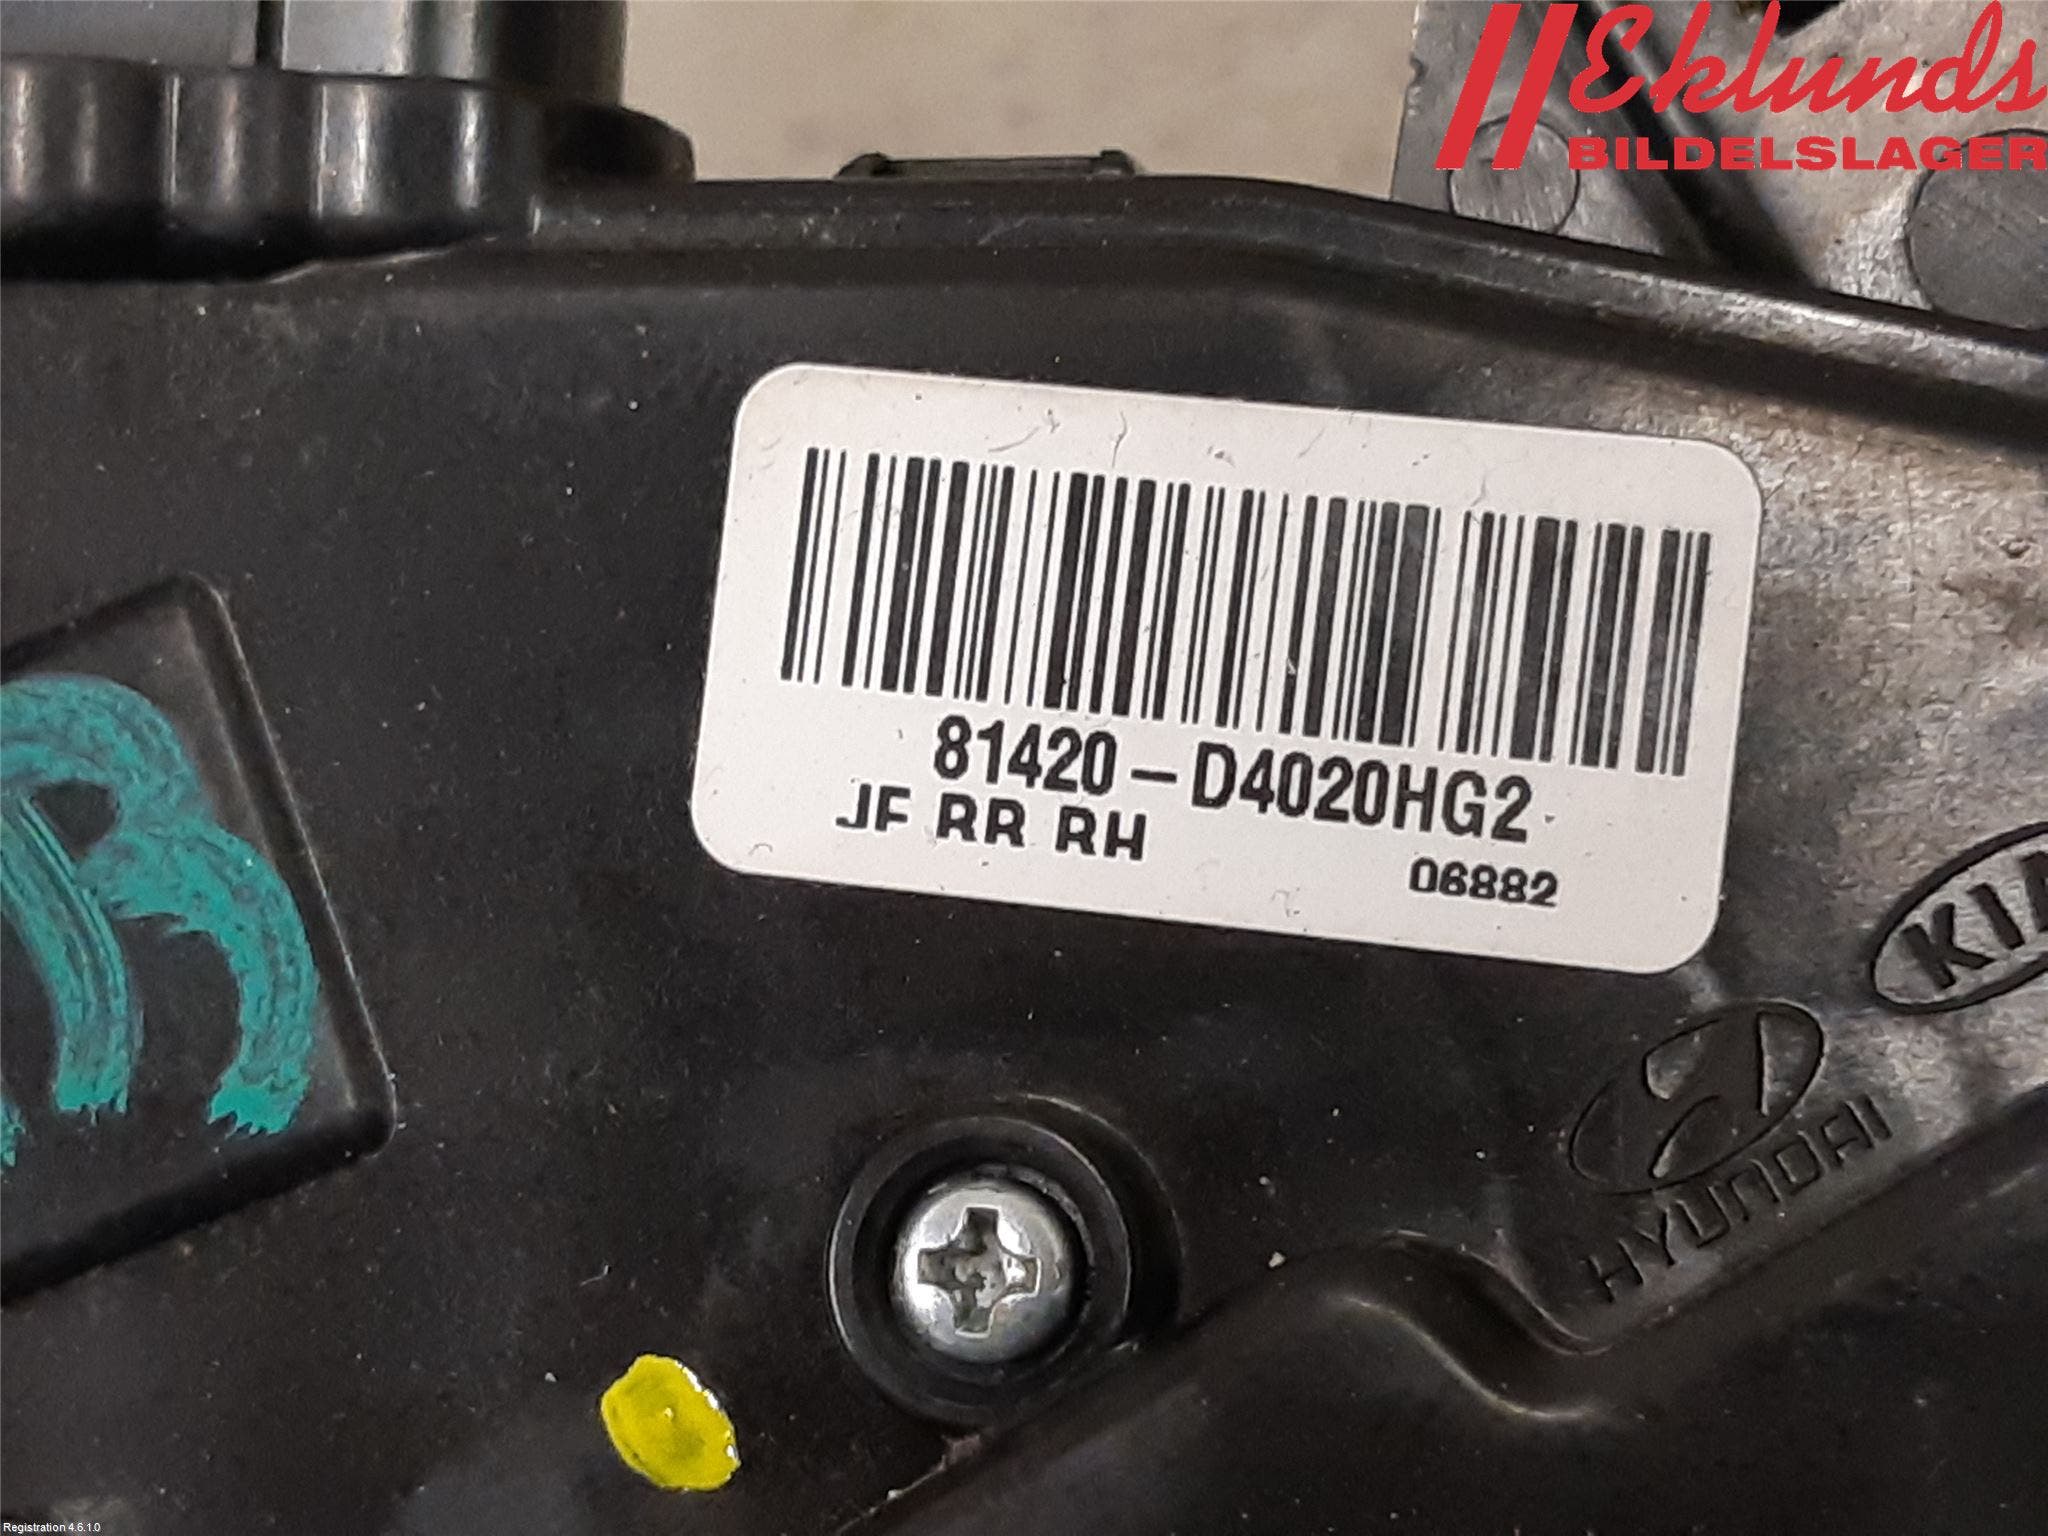 Eklunds
BILDELSLAGER
81420-D4020HG2
JF RR RH
06882
KIA
HYUNDAI
Registration 4.6.1.0